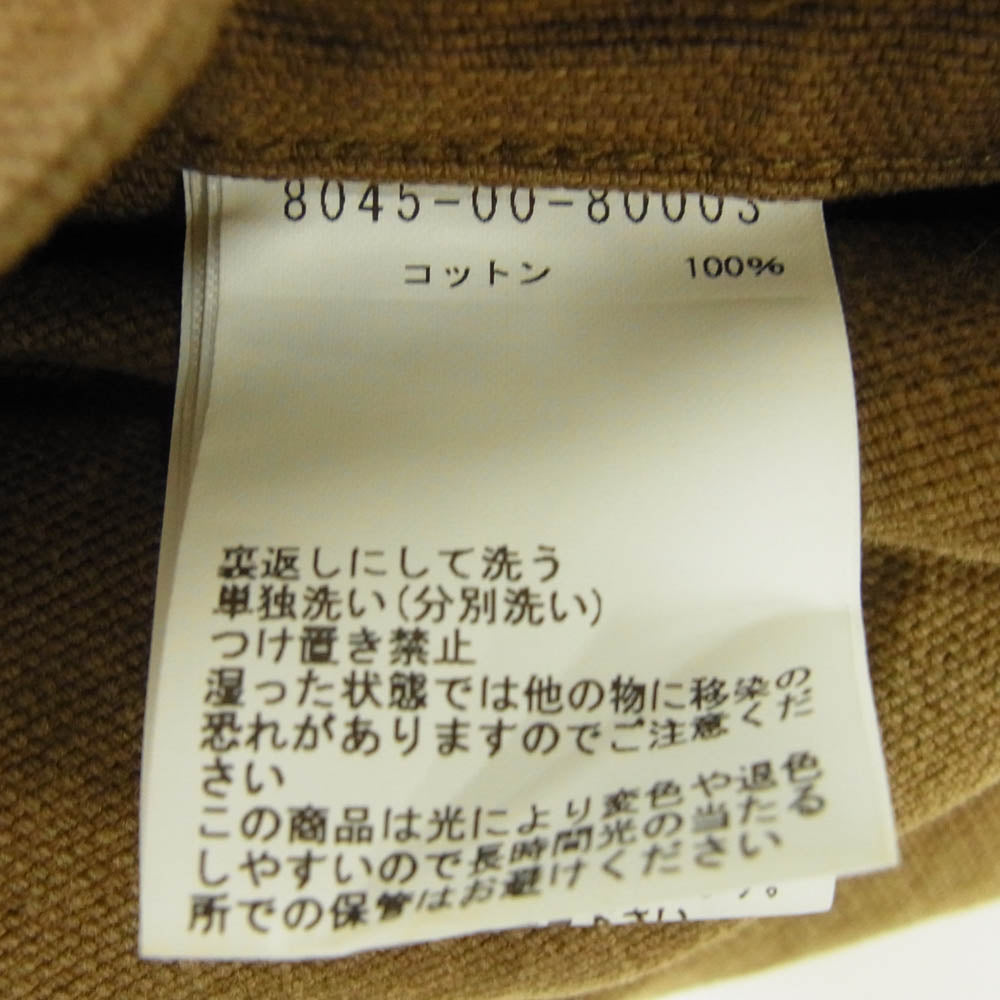 8045-00-80003
コットン 100%
裏返しにして洗う
単独洗い(分別洗い)
つけ置き禁止
湿った状態では他の物に移染の
恐れがありますのでご注意くだ
さい
この商品は光により変色や退色
しやすいので長時間光の当たる
所での保管はお避けください
さい